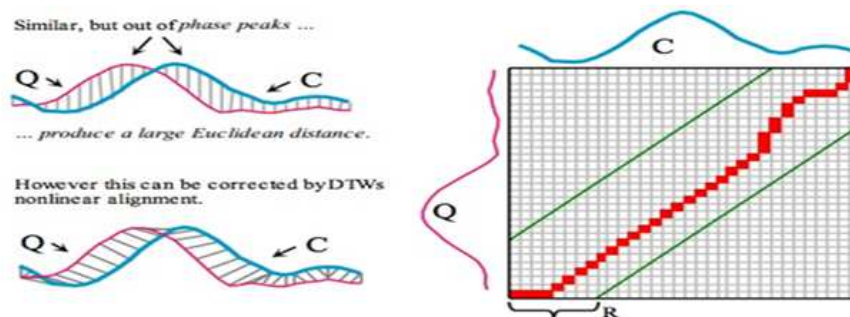 Similar, but out of phase peaks ...
Q
C
... produce a large Euclidean distance.
However this can be corrected by DTWs
nonlinear alignment.
Q
C
C
Q
R